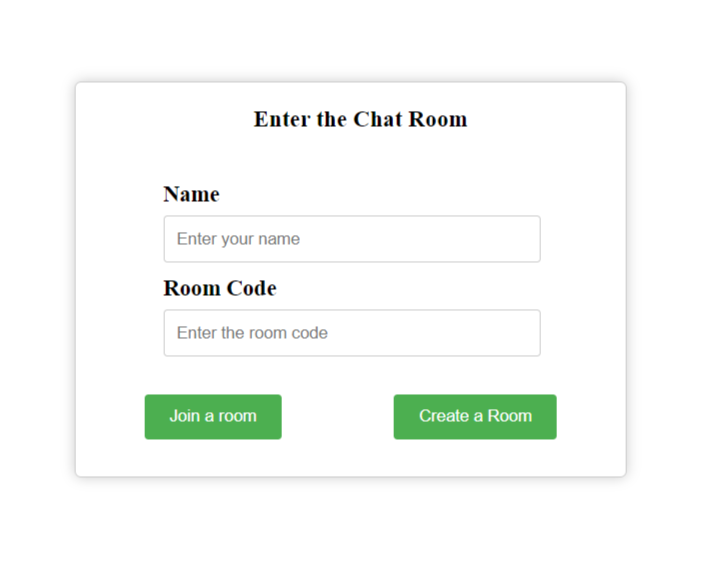 Enter the Chat Room
Name
Enter your name
Room Code
Enter the room code
Join a room
Create a Room